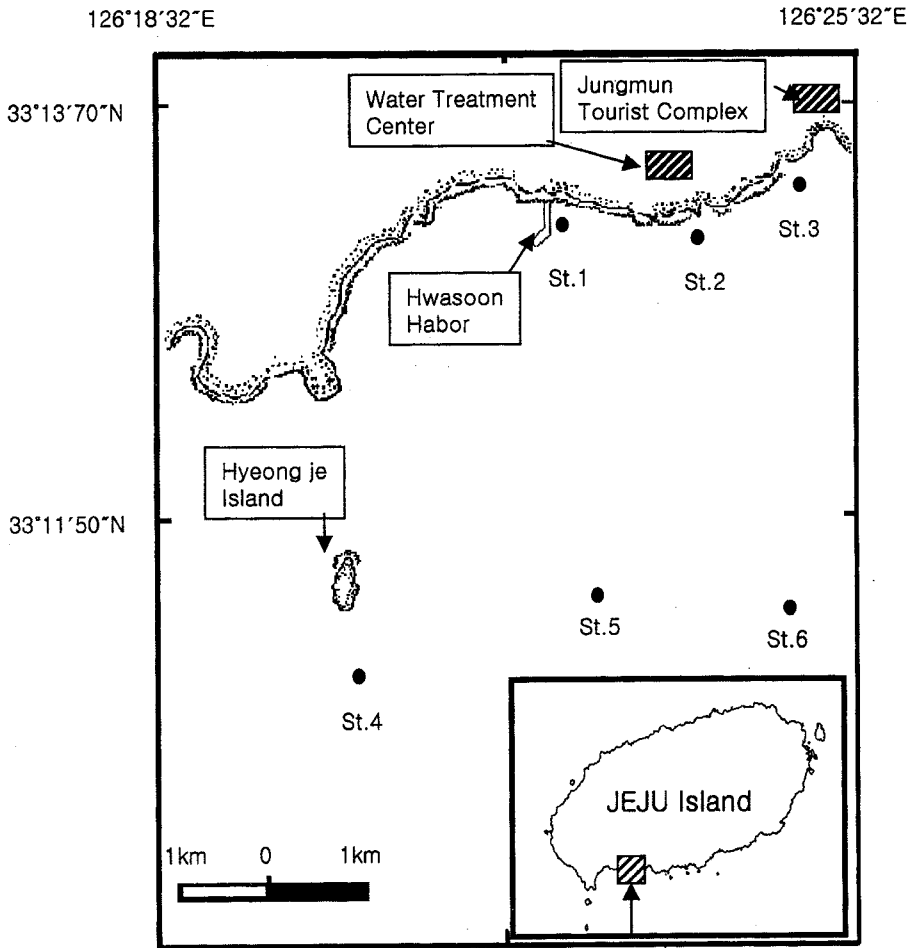 126°18′32″E
126°25′32″E
33°13′70″N
Water Treatment
Center
Jungmun
Tourist Complex
St.3
St.1
St.2
Hwasoon
Habor
Hyeong je
Island
33°11′50″N
St.5
St.6
St.4
JEJU Island
1km 0 1km